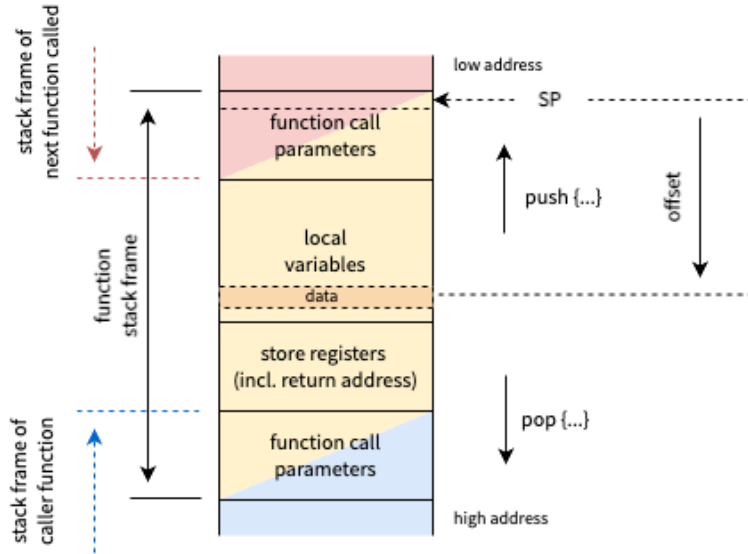 stack frame of
next function called
low address
SP
function call
parameters
push {...}
offset
function
stack frame
local
variables
data
store registers
(incl. return address)
pop {...}
stack frame of
caller function
function call
parameters
high address